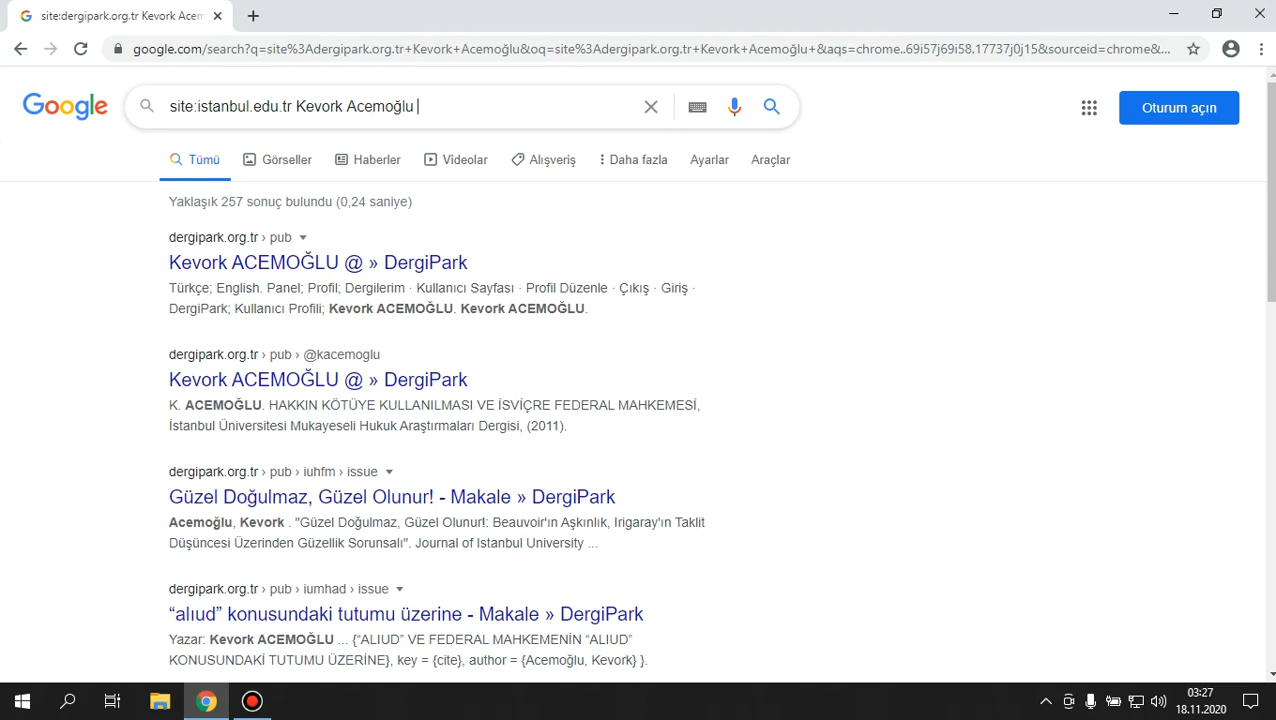 site:dergipark.org.tr Kevork Acem
google.com/search?q=site%3Adergipark.org.tr+Kevork+Acemoğlu&oq=site%3Adergipark.org.tr+Kevork+Acemoğlu+&aqs=chrome..69i57j69i58.17737j0j15&sourceid=chrome&...
Google
site:istanbul.edu.tr Kevork Acemoğlu
Oturum açın
Tümü
Görseller
Haberler
Videolar
Alışveriş
Daha fazla
Ayarlar
Araçlar
Yaklaşık 257 sonuç bulundu (0,24 saniye)
dergipark.org.tr › pub
Kevork ACEMOĞLU @ » DergiPark
Türkçe; English. Panel; Profil; Dergilerim · Kullanıcı Sayfası · Profil Düzenle · Çıkış · Giriş ·
DergiPark; Kullanıcı Profili; Kevork ACEMOĞLU. Kevork ACEMOĞLU.
dergipark.org.tr › pub › @kacemoglu
Kevork ACEMOĞLU @ » DergiPark
K. ACEMOĞLU. HAKKIN KÖTÜYE KULLANILMASI VE İSVİÇRE FEDERAL MAHKEMESİ,
İstanbul Üniversitesi Mukayeseli Hukuk Araştırmaları Dergisi, (2011).
dergipark.org.tr › pub › iuhfm › issue
Güzel Doğulmaz, Güzel Olunur! - Makale » DergiPark
Acemoğlu, Kevork . "Güzel Doğulmaz, Güzel Olunur!: Beauvoir'ın Aşkınlık, Irigaray'ın Taklit
Düşüncesi Üzerinden Güzellik Sorunsalı". Journal of Istanbul University ...
dergipark.org.tr › pub › iumhad › issue
“alıud” konusundaki tutumu üzerine - Makale » DergiPark
Yazar: Kevork ACEMOĞLU ... {“ALIUD” VE FEDERAL MAHKEMENİN “ALIUD”
KONUSUNDAKİ TUTUMU ÜZERİNE}, key = {cite}, author = {Acemoğlu, Kevork} }.
03:27
18.11.2020